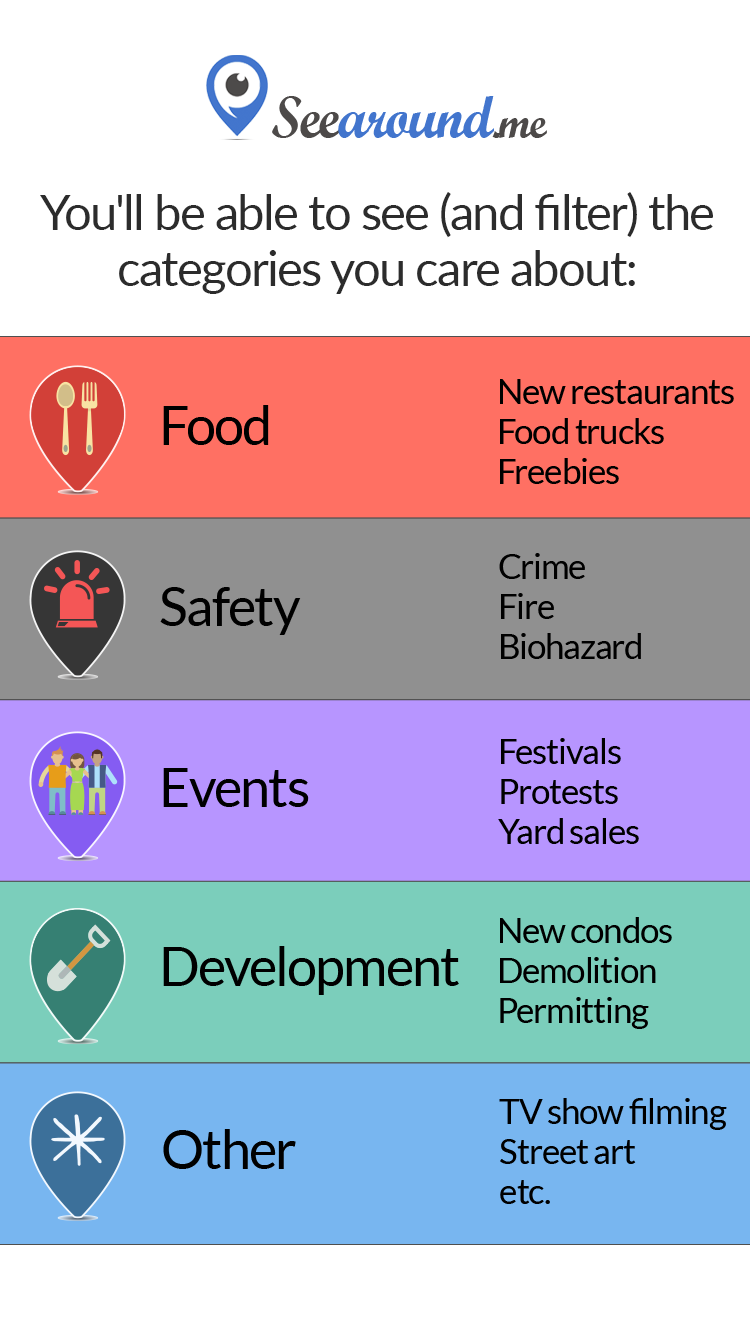 Seearound.me
You'll be able to see (and filter) the
categories you care about:
Food
New restaurants
Food trucks
Freebies
Safety
Crime
Fire
Biohazard
Events
Festivals
Protests
Yard sales
Development
New condos
Demolition
Permitting
Other
TV show filming
Street art
etc.